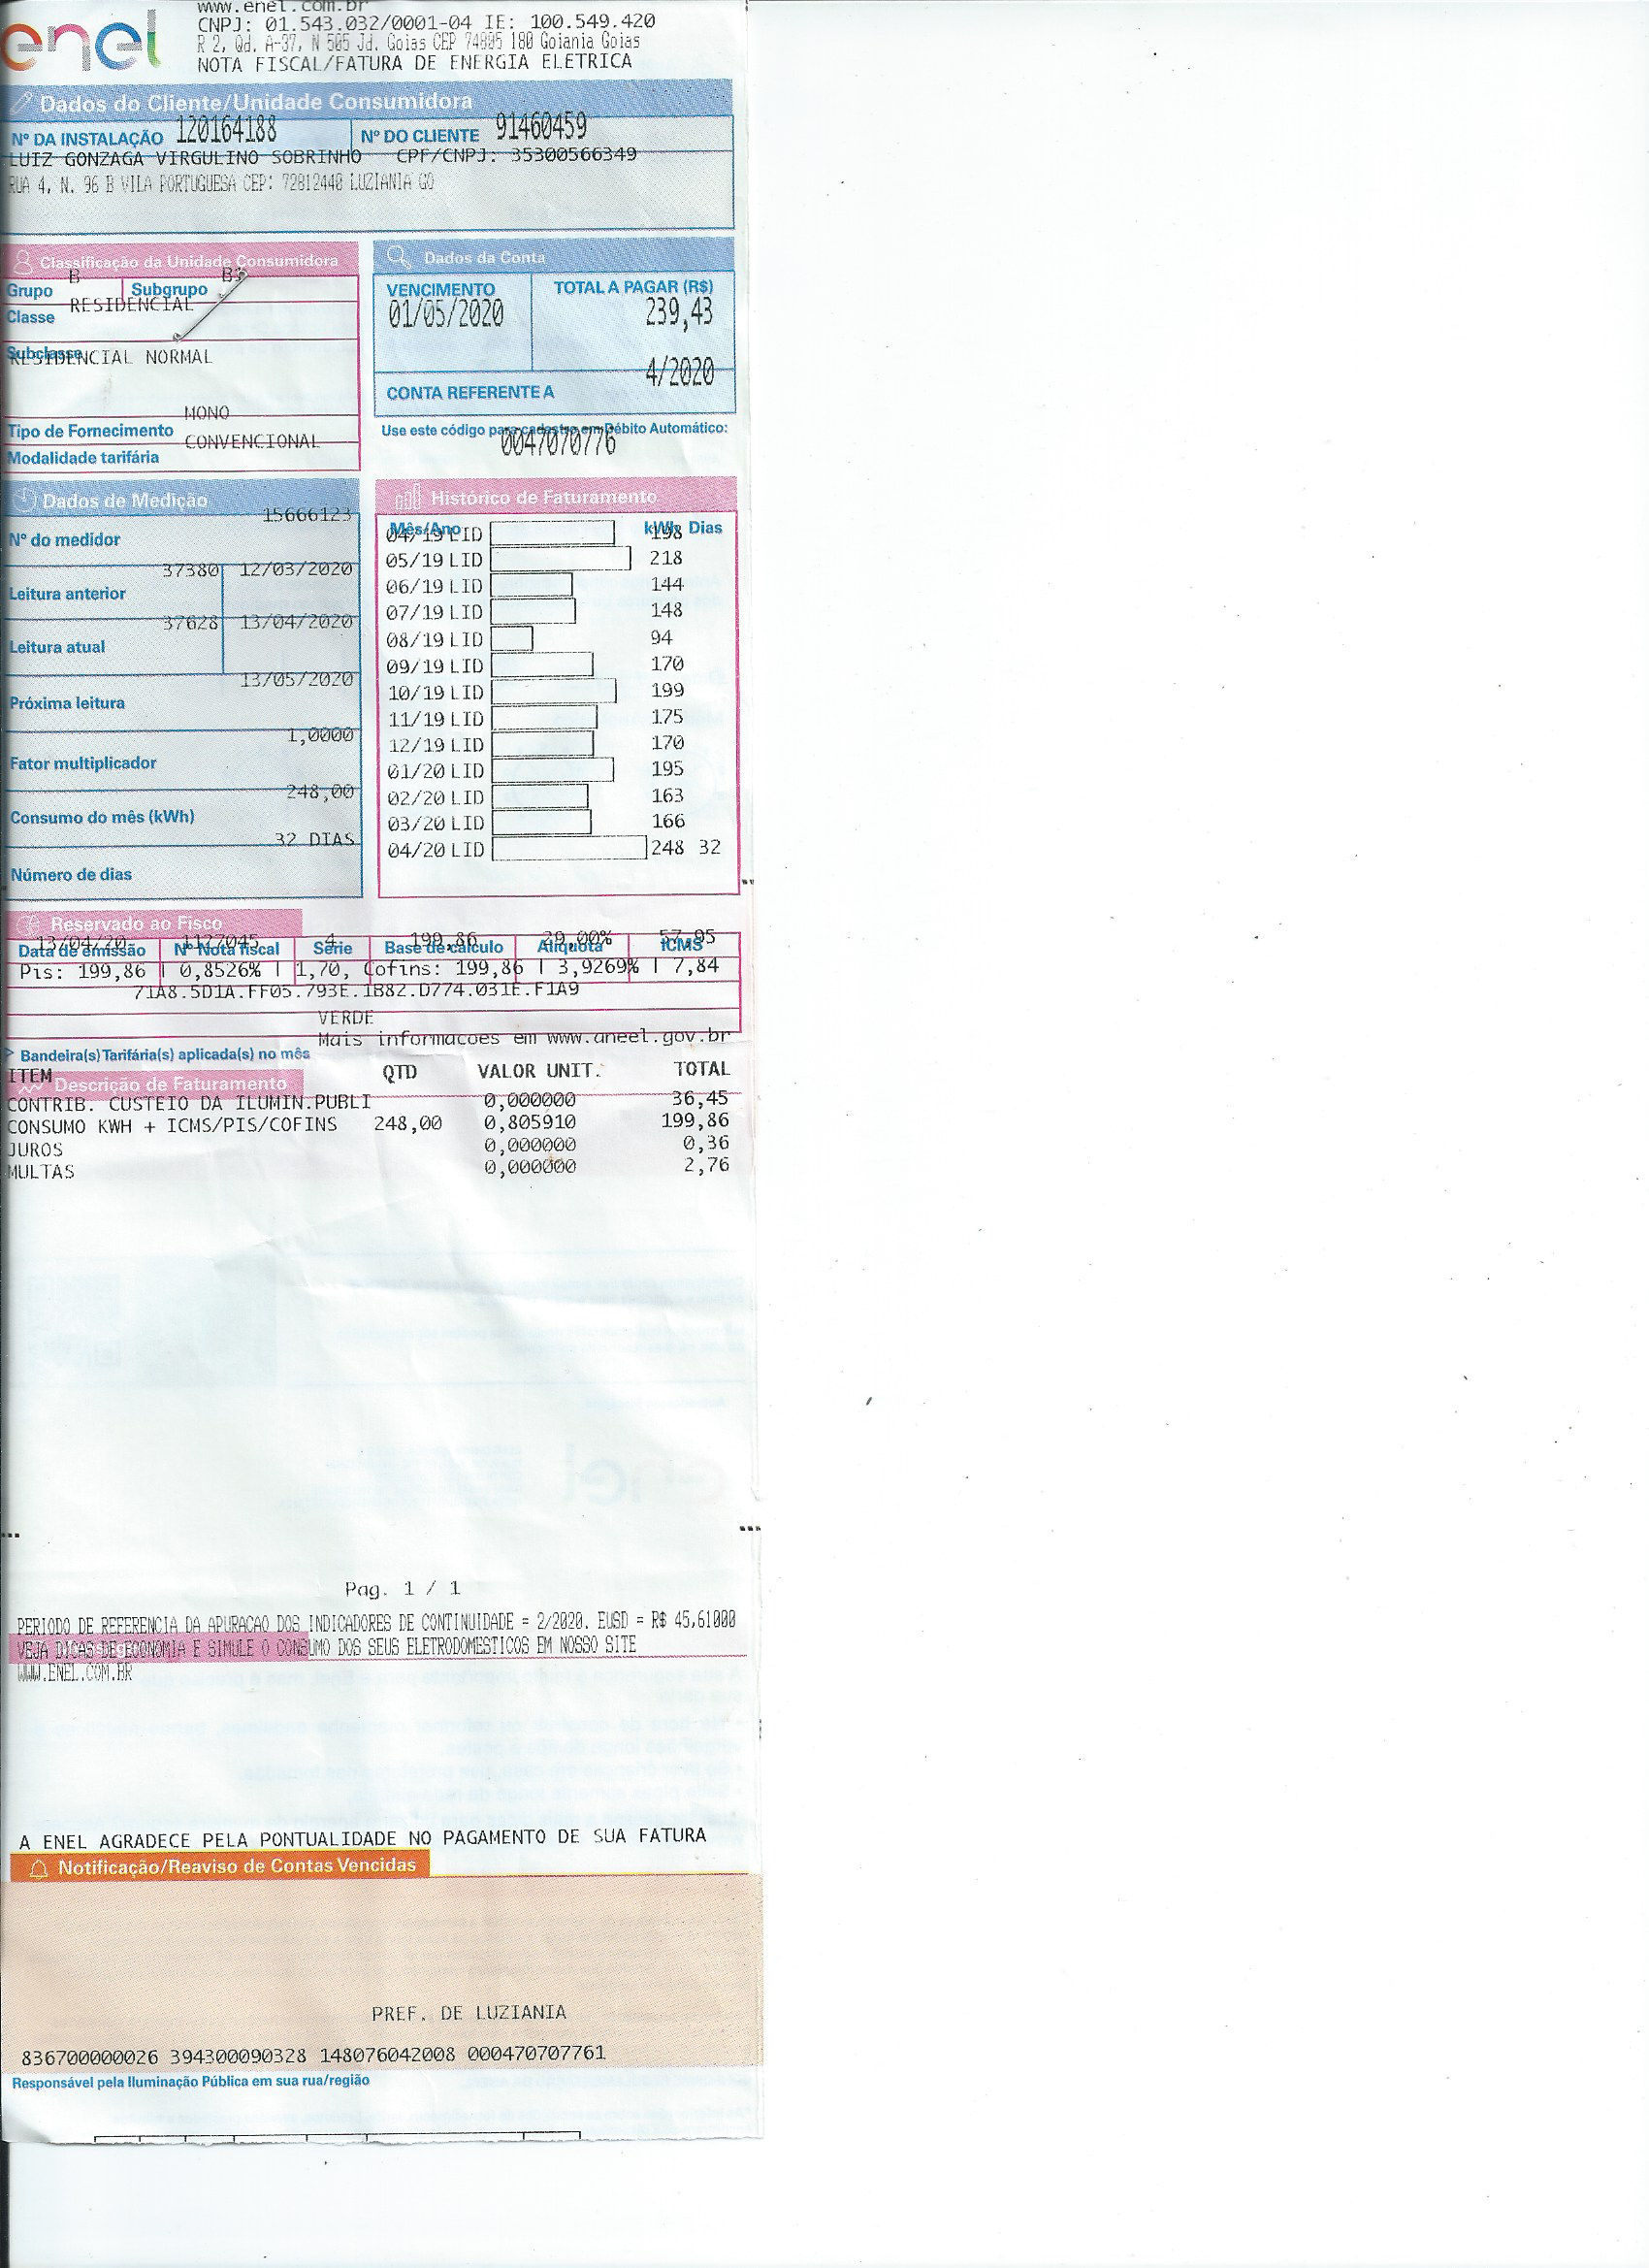 www.enel.com.br
enel
CNPJ: 01.543.032/0001-04 IE: 100.549.420
R 2, Qd. A-37, N 505 Jd. Goias CEP 74805 180 Goiania Goias
NOTA FISCAL/FATURA DE ENERGIA ELETRICA
Dados do Cliente/Unidade Consumidora
Nº DA INSTALAÇÃO 120164188 Nº DO CLIENTE 91460459
LUIZ GONZAGA VIRGULINO SOBRINHO CPF/CNPJ: 35300566349
RUA 4, N. 96 B VILA PORTUGUESA CEP: 72812440 LUZIANIA GO
Classificação da Unidade Consumidora
Grupo B Subgrupo
Classe RESIDENCIAL
Subclasse
RESIDENCIAL NORMAL
Tipo de Fornecimento MONO
Modalidade tarifária CONVENCIONAL
Dados da Conta
VENCIMENTO TOTAL A PAGAR (R$)
01/05/2020 239,43
4/2020
CONTA REFERENTE A
Use este código para cadastro em Débito Automático:
0047070776
Dados de Medição
Nº do medidor 15666123
Leitura anterior 37380 12/03/2020
Leitura atual 37628 13/04/2020
Próxima leitura 13/05/2020
Fator multiplicador 1,0000
Consumo do mês (kWh) 248,00
Número de dias 32 DIAS
Histórico de Faturamento
Mês/Ano kWh Dias
04/19 LID 198
05/19 LID 218
06/19 LID 144
07/19 LID 148
08/19 LID 94
09/19 LID 170
10/19 LID 199
11/19 LID 175
12/19 LID 170
01/20 LID 195
02/20 LID 163
03/20 LID 166
04/20 LID 248 32
Reservado ao Fisco
13/04/20 1127045 4 199,86 29,00% 57,95
Data de emissão Nº Nota fiscal Série Base de cálculo Alíquota ICMS
Pis: 199,86 | 0,8526% | 1,70, Cofins: 199,86 | 3,9269% | 7,84
71A8.5D1A.FF05.793E.1B82.D774.031E.F1A9
VERDE
Mais informacoes em www.aneel.gov.br
> Bandeira(s) Tarifária(s) aplicada(s) no mês
ITEM QTD VALOR UNIT. TOTAL
Descrição de Faturamento
CONTRIB. CUSTEIO DA ILUMIN.PUBLI 0,000000 36,45
CONSUMO KWH + ICMS/PIS/COFINS 248,00 0,805910 199,86
JUROS 0,000000 0,36
MULTAS 0,000000 2,76
Pag. 1 / 1
PERIODO DE REFERENCIA DA APURACAO DOS INDICADORES DE CONTINUIDADE = 2/2020. EUSD = R$ 45,61000
VEJA DICAS DE ECONOMIA E SIMULE O CONSUMO DOS SEUS ELETRODOMESTICOS EM NOSSO SITE
WWW.ENEL.COM.BR
A ENEL AGRADECE PELA PONTUALIDADE NO PAGAMENTO DE SUA FATURA
Notificação/Reaviso de Contas Vencidas
PREF. DE LUZIANIA
836700000026 394300090328 148076042008 000470707761
Responsável pela Iluminação Pública em sua rua/região